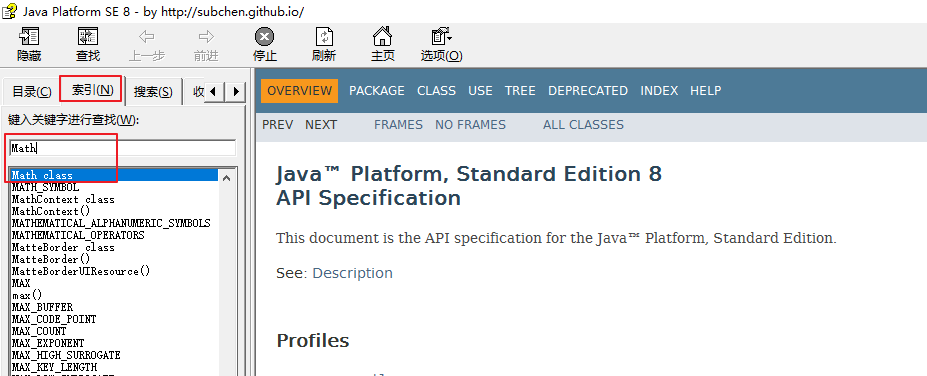 Java Platform SE 8 - by http://subchen.github.io/
隐藏 查找 上一步 前进 停止 刷新 主页 选项(O)
目录(C) 索引(N) 搜索(S) 收
键入关键字进行查找(W):
Math
Math class
MATH_SYMBOL
MathContext class
MathContext()
MATHEMATICAL_ALPHANUMERIC_SYMBOLS
MATHEMATICAL_OPERATORS
MatteBorder class
MatteBorder()
MatteBorderUIResource()
MAX
max()
MAX_BUFFER
MAX_CODE_POINT
MAX_COUNT
MAX_EXPONENT
MAX_HIGH_SURROGATE
MAX_KEY_LENGTH
OVERVIEW PACKAGE CLASS USE TREE DEPRECATED INDEX HELP
PREV NEXT FRAMES NO FRAMES ALL CLASSES
Java™ Platform, Standard Edition 8
API Specification
This document is the API specification for the Java™ Platform, Standard Edition.
See: Description
Profiles